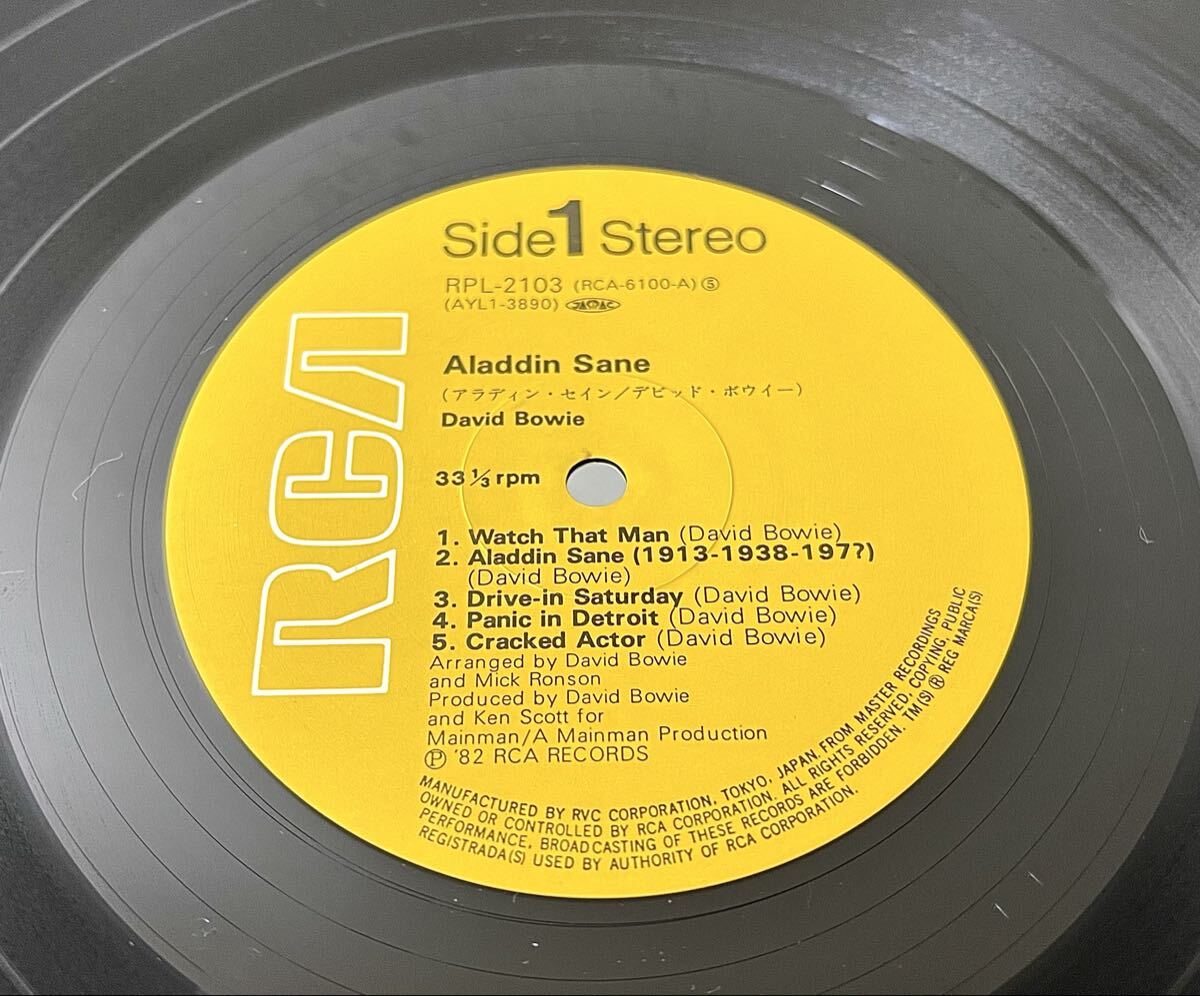 RCA
Side 1 Stereo
RPL-2103 (RCA-6100-A) ⑤
(AYL1-3890) JASRAC
Aladdin Sane
(アラディン・セイン/デビッド・ボウイー)
David Bowie
33 ⅓ rpm
1. Watch That Man (David Bowie)
2. Aladdin Sane (1913-1938-197?)
(David Bowie)
3. Drive-in Saturday (David Bowie)
4. Panic in Detroit (David Bowie)
5. Cracked Actor (David Bowie)
Arranged by David Bowie
and Mick Ronson
Produced by David Bowie
and Ken Scott for
Mainman/A Mainman Production
Ⓟ '82 RCA RECORDS
MANUFACTURED BY RVC CORPORATION, TOKYO, JAPAN. FROM MASTER RECORDINGS
OWNED OR CONTROLLED BY RCA CORPORATION. ALL RIGHTS RESERVED, COPYING, PUBLIC
PERFORMANCE, BROADCASTING OF THESE RECORDS ARE FORBIDDEN. TM(S) ® REG MARCA(S)
REGISTRADA(S) USED BY AUTHORITY OF RCA CORPORATION.